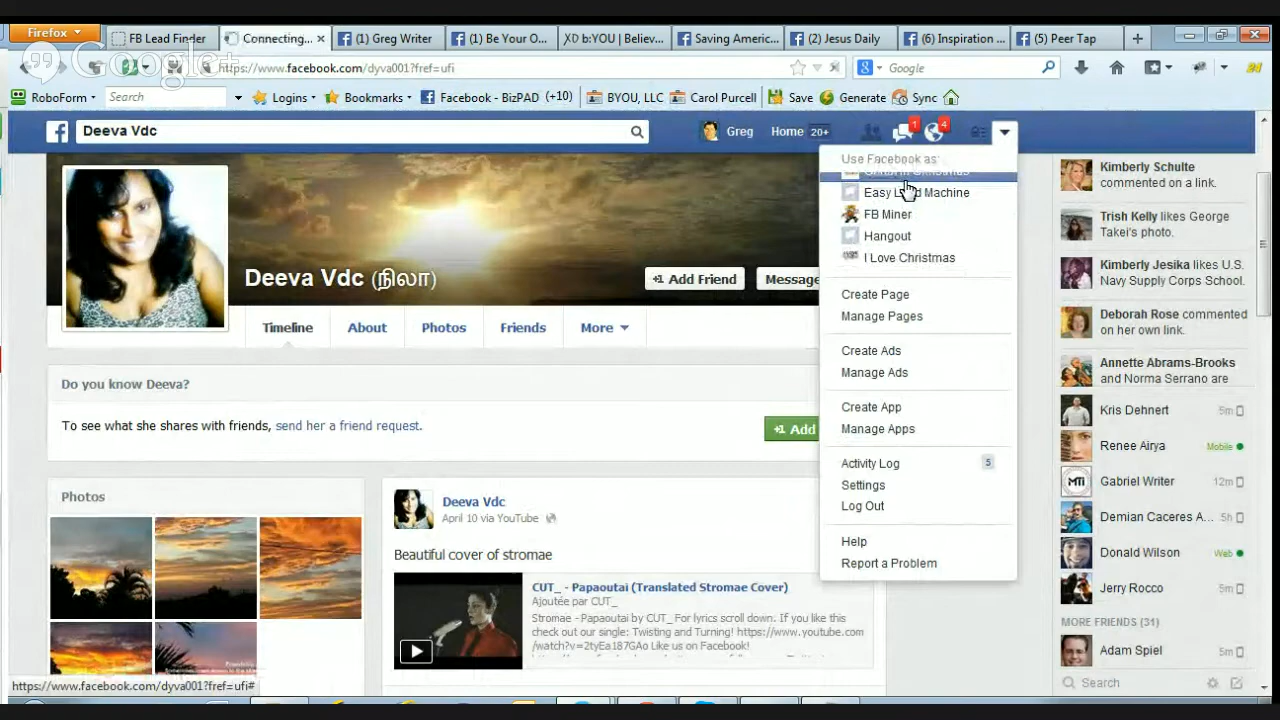 Firefox
FB Lead Finder
Connecting...
(1) Greg Writer
(1) Be Your O...
b:YOU | Believ...
Saving Americ...
(2) Jesus Daily
(6) Inspiration ...
(5) Peer Tap
Google+
https://www.facebook.com/dyva001?fref=ufi
Google
RoboForm
Search
Logins
Bookmarks
Facebook - BizPAD (+10)
BYOU, LLC
Carol Purcell
Save
Generate
Sync
Deeva Vdc
Greg
Home 20+
1
4
Use Facebook as:
Easy Machine
FB Miner
Hangout
I Love Christmas
Create Page
Manage Pages
Create Ads
Manage Ads
Create App
Manage Apps
Activity Log 5
Settings
Log Out
Help
Report a Problem
Deeva Vdc (நிலா)
+1 Add Friend
Message
Timeline
About
Photos
Friends
More
Do you know Deeva?
To see what she shares with friends, send her a friend request.
+1 Add
Photos
Deeva Vdc
April 10 via YouTube
Beautiful cover of stromae
CUT_ - Papaoutai (Translated Stromae Cover)
Ajoutée par CUT_
Stromae - Papaoutai by CUT_ For lyrics scroll down. If you like this
check out our single: Twisting and Turning! https://www.youtube.com
/watch?v=2tyEa187GAo Like us on Facebook!
Kimberly Schulte
commented on a link.
Trish Kelly likes George
Takei's photo.
Kimberly Jesika likes U.S.
Navy Supply Corps School.
Deborah Rose commented
on her own link.
Annette Abrams-Brooks
and Norma Serrano are
Kris Dehnert 5m
Renee Airya Mobile
Gabriel Writer 12m
Demian Caceres A... 5h
Donald Wilson Web
Jerry Rocco 5m
MORE FRIENDS (31)
Adam Spiel 5m
Search
https://www.facebook.com/dyva001?fref=ufi#